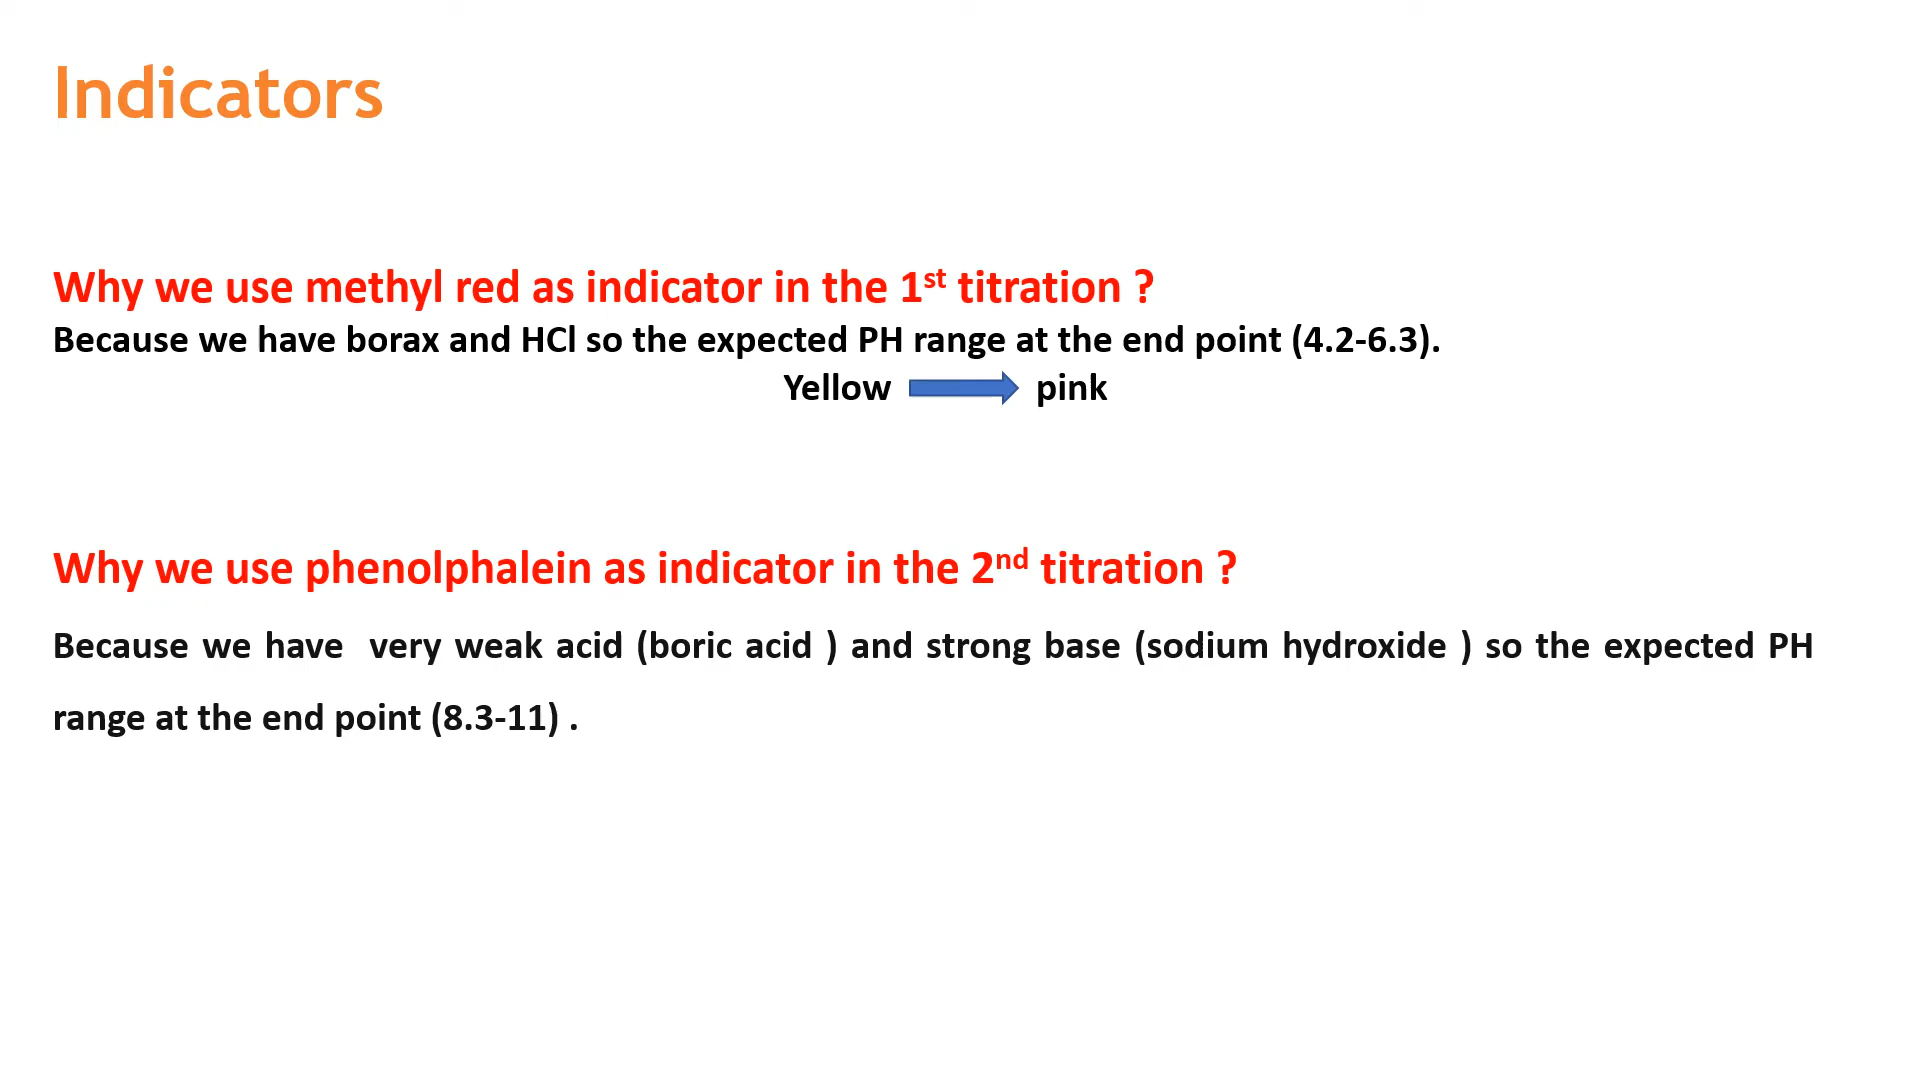 Indicators
Why we use methyl red as indicator in the 1st titration ?
Because we have borax and HCl so the expected PH range at the end point (4.2-6.3).
Yellow pink
Why we use phenolphalein as indicator in the 2nd titration ?
Because we have very weak acid (boric acid ) and strong base (sodium hydroxide ) so the expected PH
range at the end point (8.3-11) .